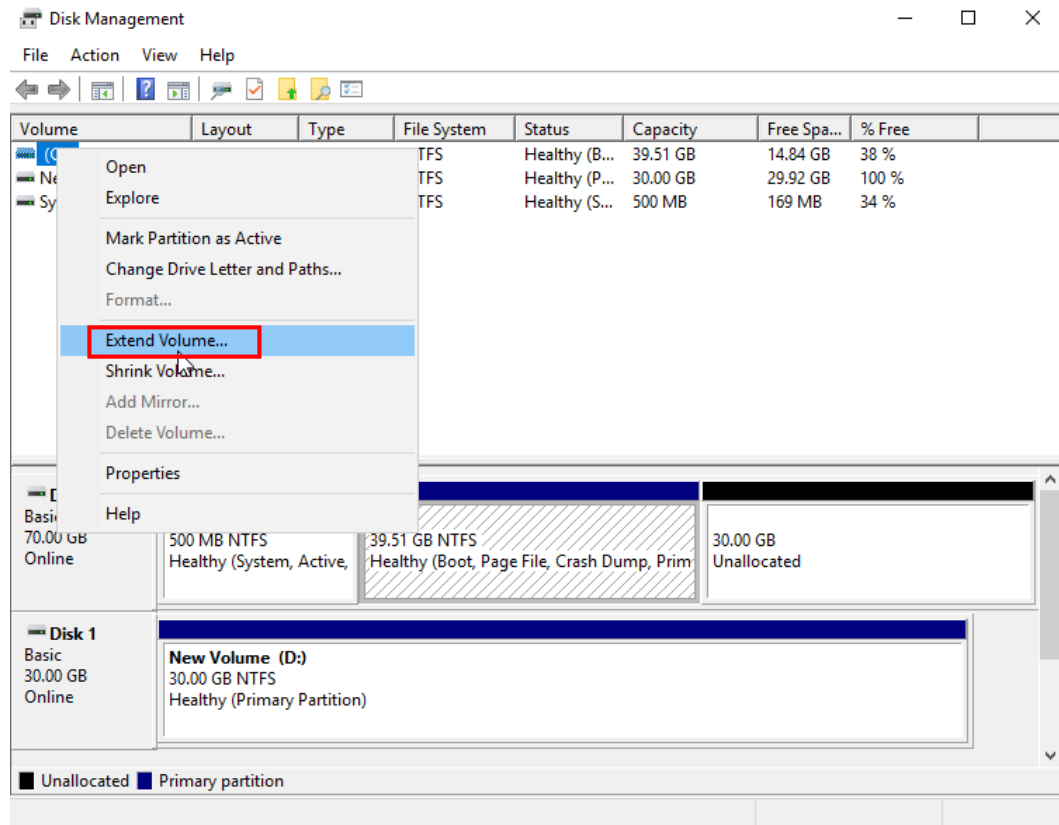 Disk Management
File Action View Help
Volume Layout Type File System Status Capacity Free Spa... % Free
(C TFS Healthy (B... 39.51 GB 14.84 GB 38 %
Ne TFS Healthy (P... 30.00 GB 29.92 GB 100 %
Sy TFS Healthy (S... 500 MB 169 MB 34 %
Open
Explore
Mark Partition as Active
Change Drive Letter and Paths...
Format...
Extend Volume...
Shrink Volume...
Add Mirror...
Delete Volume...
Properties
Help
Basi
70.00 GB
Online
500 MB NTFS
Healthy (System, Active,
39.51 GB NTFS
Healthy (Boot, Page File, Crash Dump, Prim
30.00 GB
Unallocated
Disk 1
Basic
30.00 GB
Online
New Volume (D:)
30.00 GB NTFS
Healthy (Primary Partition)
Unallocated Primary partition